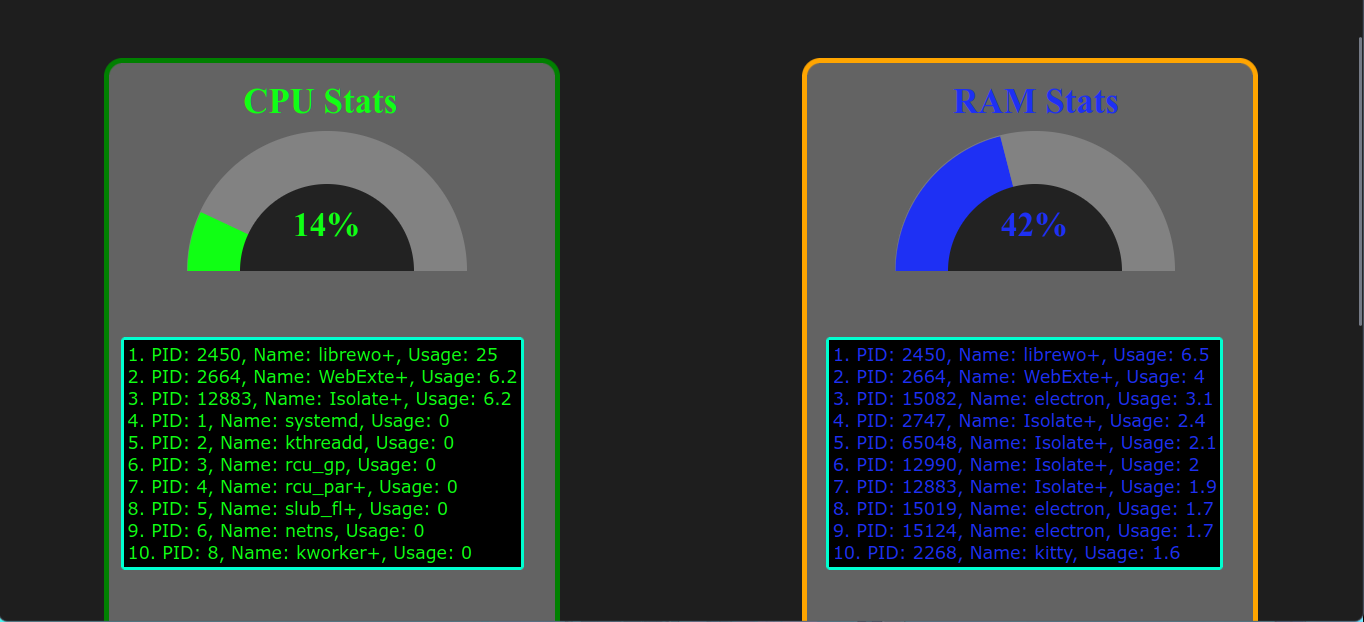 CPU Stats
14%
1. PID: 2450, Name: librewo+, Usage: 25
2. PID: 2664, Name: WebExte+, Usage: 6.2
3. PID: 12883, Name: Isolate+, Usage: 6.2
4. PID: 1, Name: systemd, Usage: 0
5. PID: 2, Name: kthreadd, Usage: 0
6. PID: 3, Name: rcu_gp, Usage: 0
7. PID: 4, Name: rcu_par+, Usage: 0
8. PID: 5, Name: slub_fl+, Usage: 0
9. PID: 6, Name: netns, Usage: 0
10. PID: 8, Name: kworker+, Usage: 0
RAM Stats
42%
1. PID: 2450, Name: librewo+, Usage: 6.5
2. PID: 2664, Name: WebExte+, Usage: 4
3. PID: 15082, Name: electron, Usage: 3.1
4. PID: 2747, Name: Isolate+, Usage: 2.4
5. PID: 65048, Name: Isolate+, Usage: 2.1
6. PID: 12990, Name: Isolate+, Usage: 2
7. PID: 12883, Name: Isolate+, Usage: 1.9
8. PID: 15019, Name: electron, Usage: 1.7
9. PID: 15124, Name: electron, Usage: 1.7
10. PID: 2268, Name: kitty, Usage: 1.6